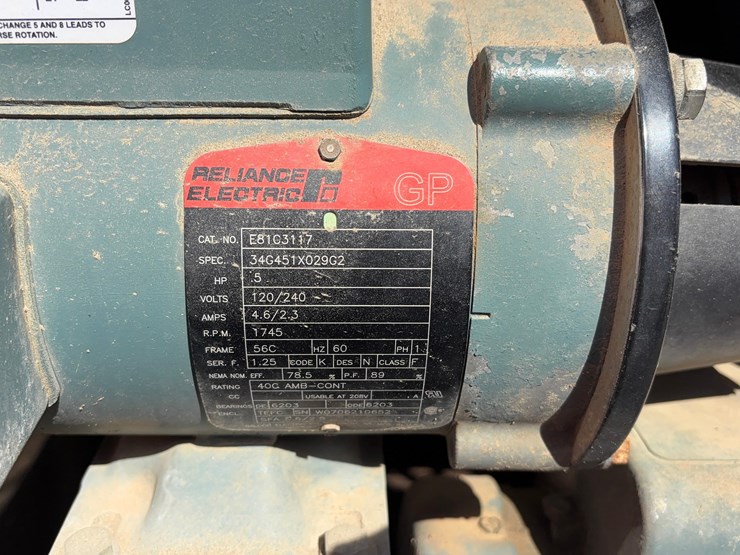 CHANGE 5 AND 8 LEADS TO
RSE ROTATION.
RELIANCE
ELECTRIC
GP
CAT. NO. E81C3117
SPEC. 34G451X029G2
HP .5
VOLTS 120/240
AMPS 4.6/2.3
R.P.M. 1745
FRAME 56C HZ 60 PH 1
SER. F. 1.25 CODE K DES N CLASS F
NEMA NOM. EFF. 78.5 % P.F. 89 %
RATING 40C AMB-CONT
CC USABLE AT 208V . A
BEARINGS DE 6203 ODE 6203
ENCL. SN